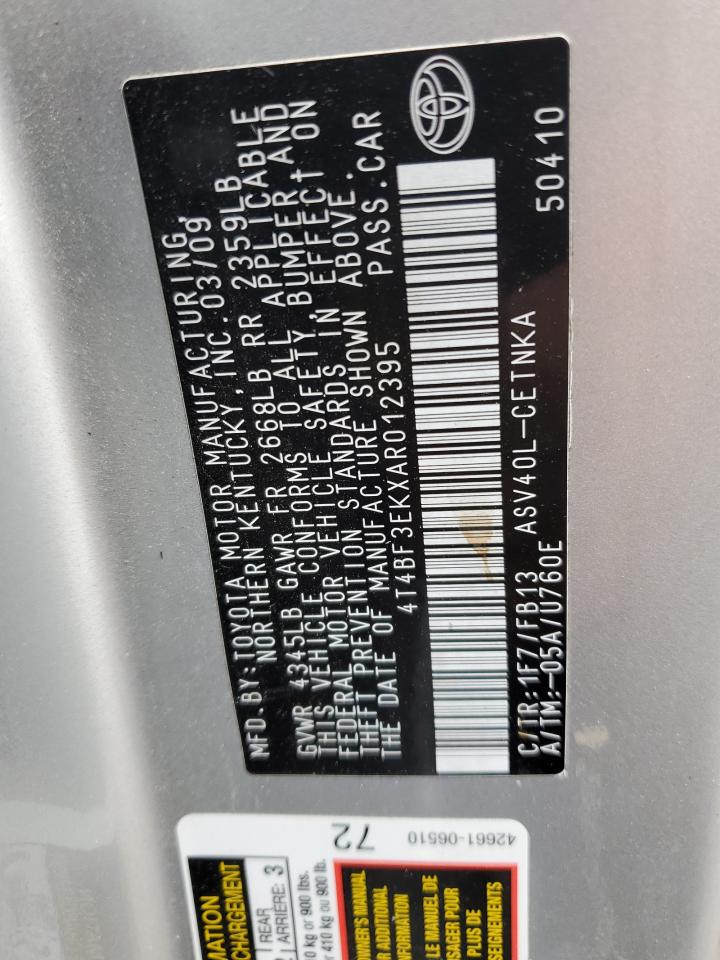 MFD. BY: TOYOTA MOTOR MANUFACTURING,
NORTHERN KENTUCKY, INC. 03/09
GVWR 4345LB GAWR FR 2668LB RR 2359LB
THIS VEHICLE CONFORMS TO ALL APPLICABLE
FEDERAL MOTOR VEHICLE SAFETY, BUMPER, AND
THEFT PREVENTION STANDARDS IN EFFECT ON
THE DATE OF MANUFACTURE SHOWN ABOVE.
4T4BF3EKXAR012395 PASS. CAR
C/TR:1F7/FB13 ASV40L-CETNKA 50410
A/TM:-05A/U760E
42661-06510
72
MATION
CHARGEMENT
REAR
ARRIÈRE: 3
kg or 900 lbs.
410 kg ou 900 lb.
OWNER'S MANUAL
ADDITIONAL
LE MANUEL DE
PLUS DE